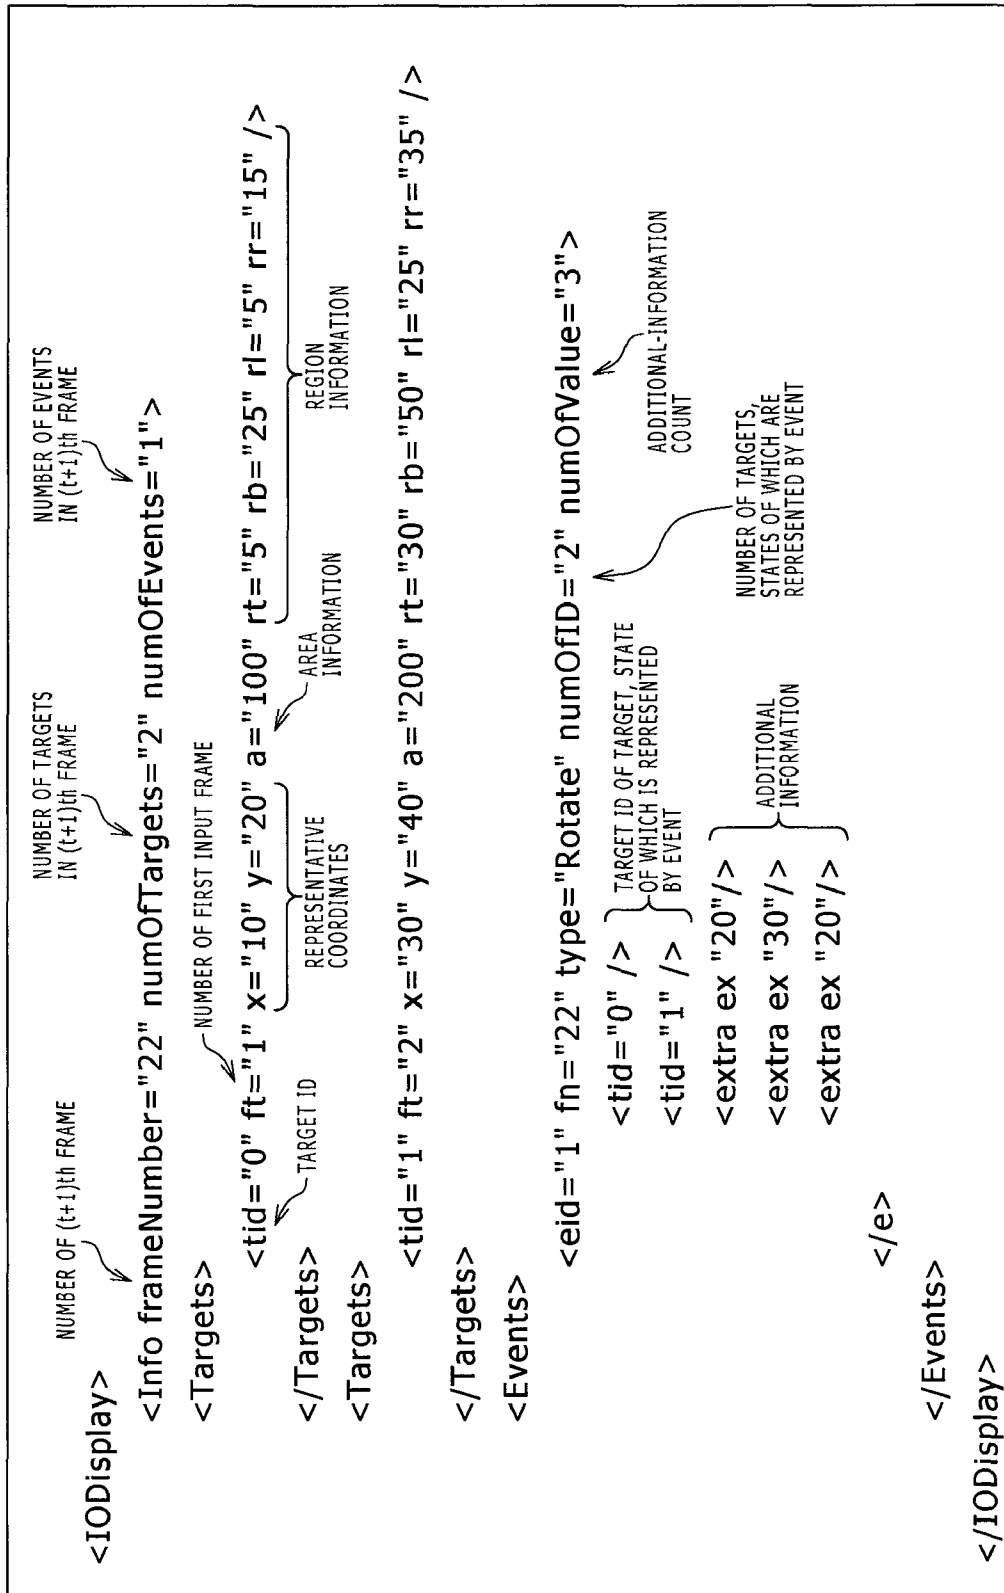 <IODisplay>
NUMBER OF (t+1)th FRAME
NUMBER OF TARGETS
IN (t+1)th FRAME
NUMBER OF EVENTS
IN (t+1)th FRAME
<Info frameNumber="22" numOfTargets="2" numOfEvents="1">
<Targets>
NUMBER OF FIRST INPUT FRAME
<tid="0" ft="1" x="10" y="20" a="100" rt="5" rb="25" rl="5" rr="15" />
TARGET ID
REPRESENTATIVE
COORDINATES
AREA
INFORMATION
REGION
INFORMATION
</Targets>
<Targets>
<tid="1" ft="2" x="30" y="40" a="200" rt="30" rb="50" rl="25" rr="35" />
</Targets>
<Events>
<eid="1" fn="22" type="Rotate" numOfID="2" numOfValue="3">
<tid="0" />
<tid="1" />
TARGET ID OF TARGET, STATE
OF WHICH IS REPRESENTED
BY EVENT
NUMBER OF TARGETS,
STATES OF WHICH ARE
REPRESENTED BY EVENT
ADDITIONAL-INFORMATION
COUNT
<extra ex "20"/>
<extra ex "30"/>
<extra ex "20"/>
ADDITIONAL
INFORMATION
</e>
</Events>
</IODisplay>